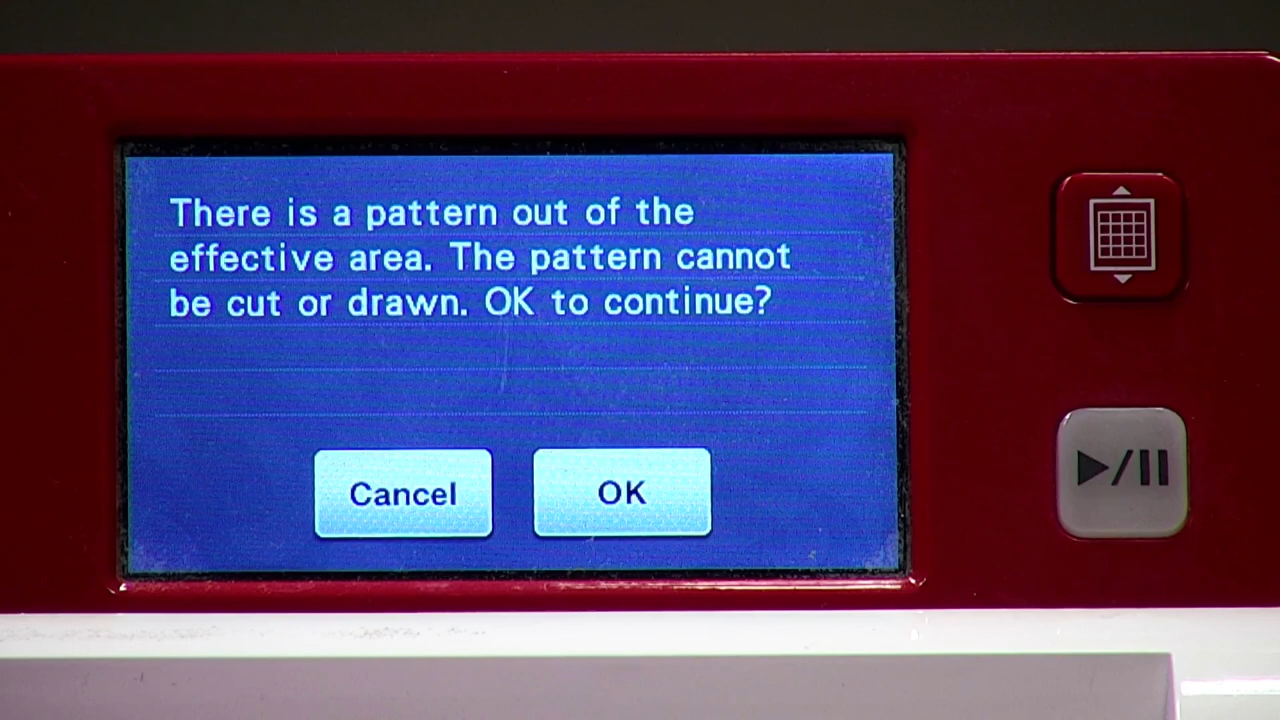 There is a pattern out of the
effective area. The pattern cannot
be cut or drawn. OK to continue?
Cancel
OK